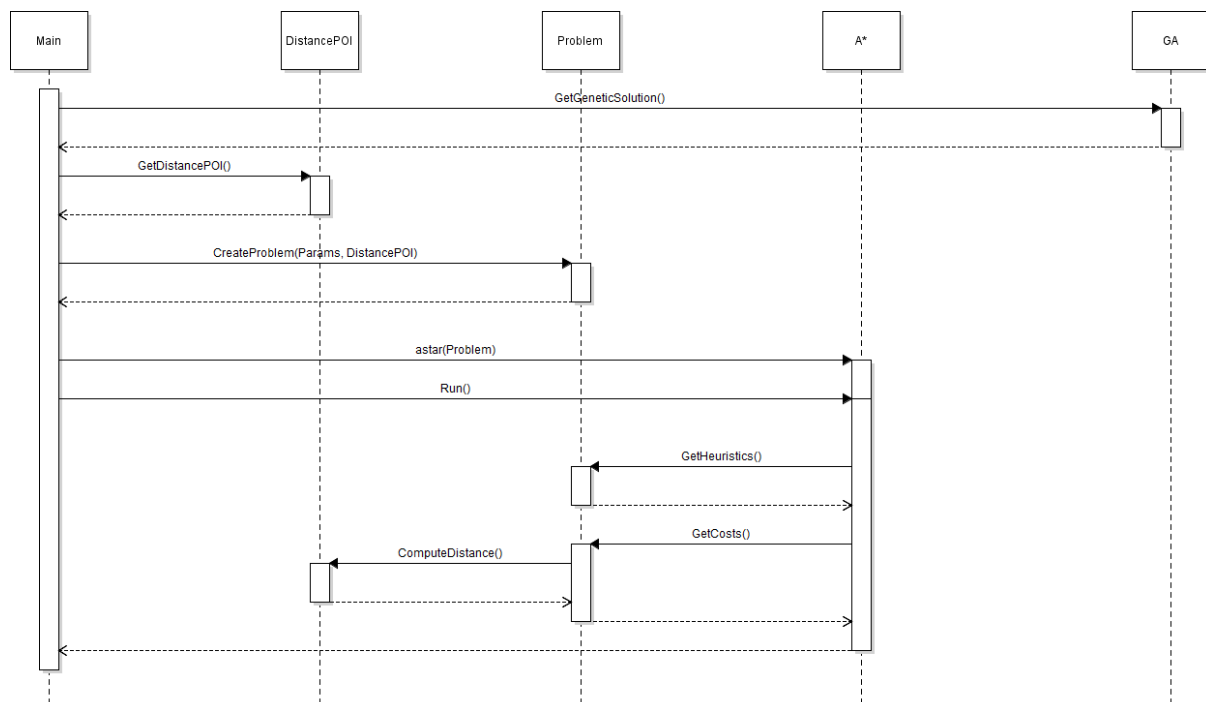 Main
DistancePOI
Problem
A*
GA
GetGeneticSolution()
GetDistancePOI()
CreateProblem(Params, DistancePOI)
astar(Problem)
Run()
GetHeuristics()
GetCosts()
ComputeDistance()